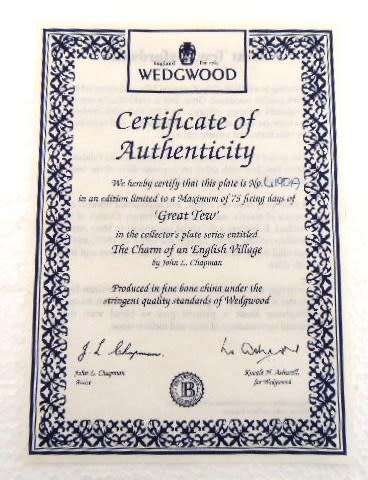 England Est 1759
WEDGWOOD
Certificate of
Authenticity
We hereby certify that this plate is No.
in an edition limited to a Maximum of 75 firing days of
'Great Tew'
in the collector's plate series entitled
The Charm of an English Village
by John L. Chapman
Produced in fine bone china under the
stringent quality standards of Wedgwood
J L Chapman.
John L. Chapman
Artist
B
for Wedgwood